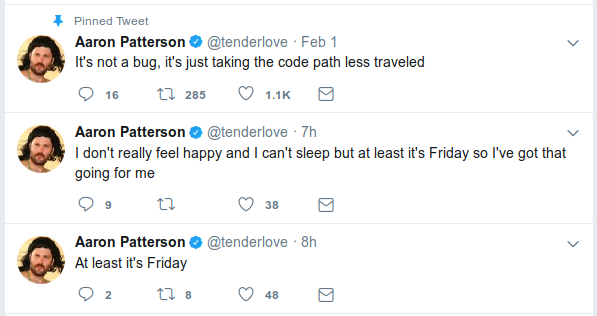 Pinned Tweet
Aaron Patterson @tenderlove · Feb 1
It's not a bug, it's just taking the code path less traveled
16 285 1.1K
Aaron Patterson @tenderlove · 7h
I don't really feel happy and I can't sleep but at least it's Friday so I've got that
going for me
9 38
Aaron Patterson @tenderlove · 8h
At least it's Friday
2 8 48